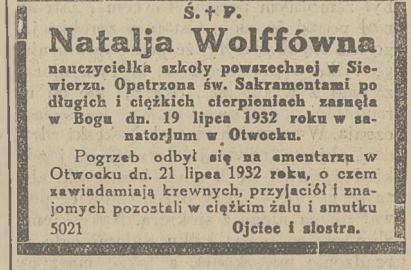 Ś. † P.
Natalja Wolffówna
nauczycielka szkoły powszechnej w Sie-
wierzu. Opatrzona św. Sakramentami po
długich i ciężkich cierpieniach zasnęła
w Bogu dn. 19 lipca 1932 roku w sa-
natorjum w Otwocku.
Pogrzeb odbył się na cmentarzu w
Otwocku dn. 21 lipca 1932 roku, o czem
zawiadamiają krewnych, przyjaciół i zna-
jomych pozostali w ciężkim żalu i smutku
5021 Ojciec i siostra.